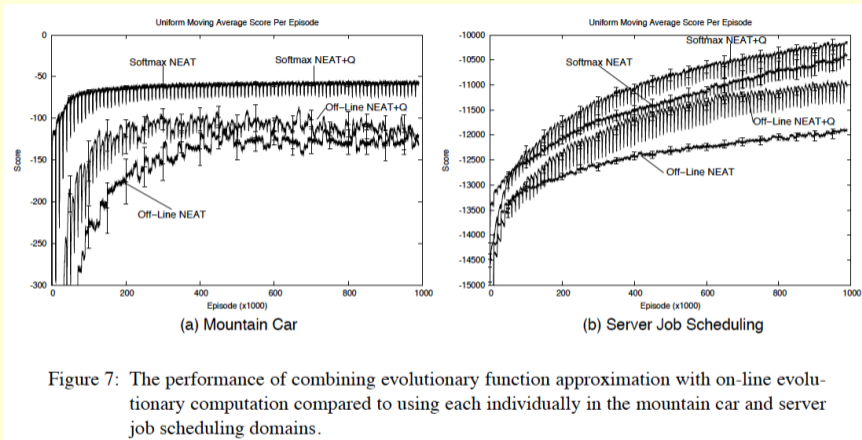 Uniform Moving Average Score Per Episode
0
-50
-100
-150
-200
-250
-300
Score
Softmax NEAT
Softmax NEAT+Q
Off-Line NEAT+Q
Off-Line NEAT
0
200
400
600
800
1000
Episode (x1000)
(a) Mountain Car
Uniform Moving Average Score Per Episode
-10000
-10500
-11000
-11500
-12000
-12500
-13000
-13500
-14000
-14500
-15000
Score
Softmax NEAT+Q
Softmax NEAT
Off-Line NEAT+Q
Off-Line NEAT
0
200
400
600
800
1000
Episode (x1000)
(b) Server Job Scheduling
Figure 7: The performance of combining evolutionary function approximation with on-line evolu-
tionary computation compared to using each individually in the mountain car and server
job scheduling domains.